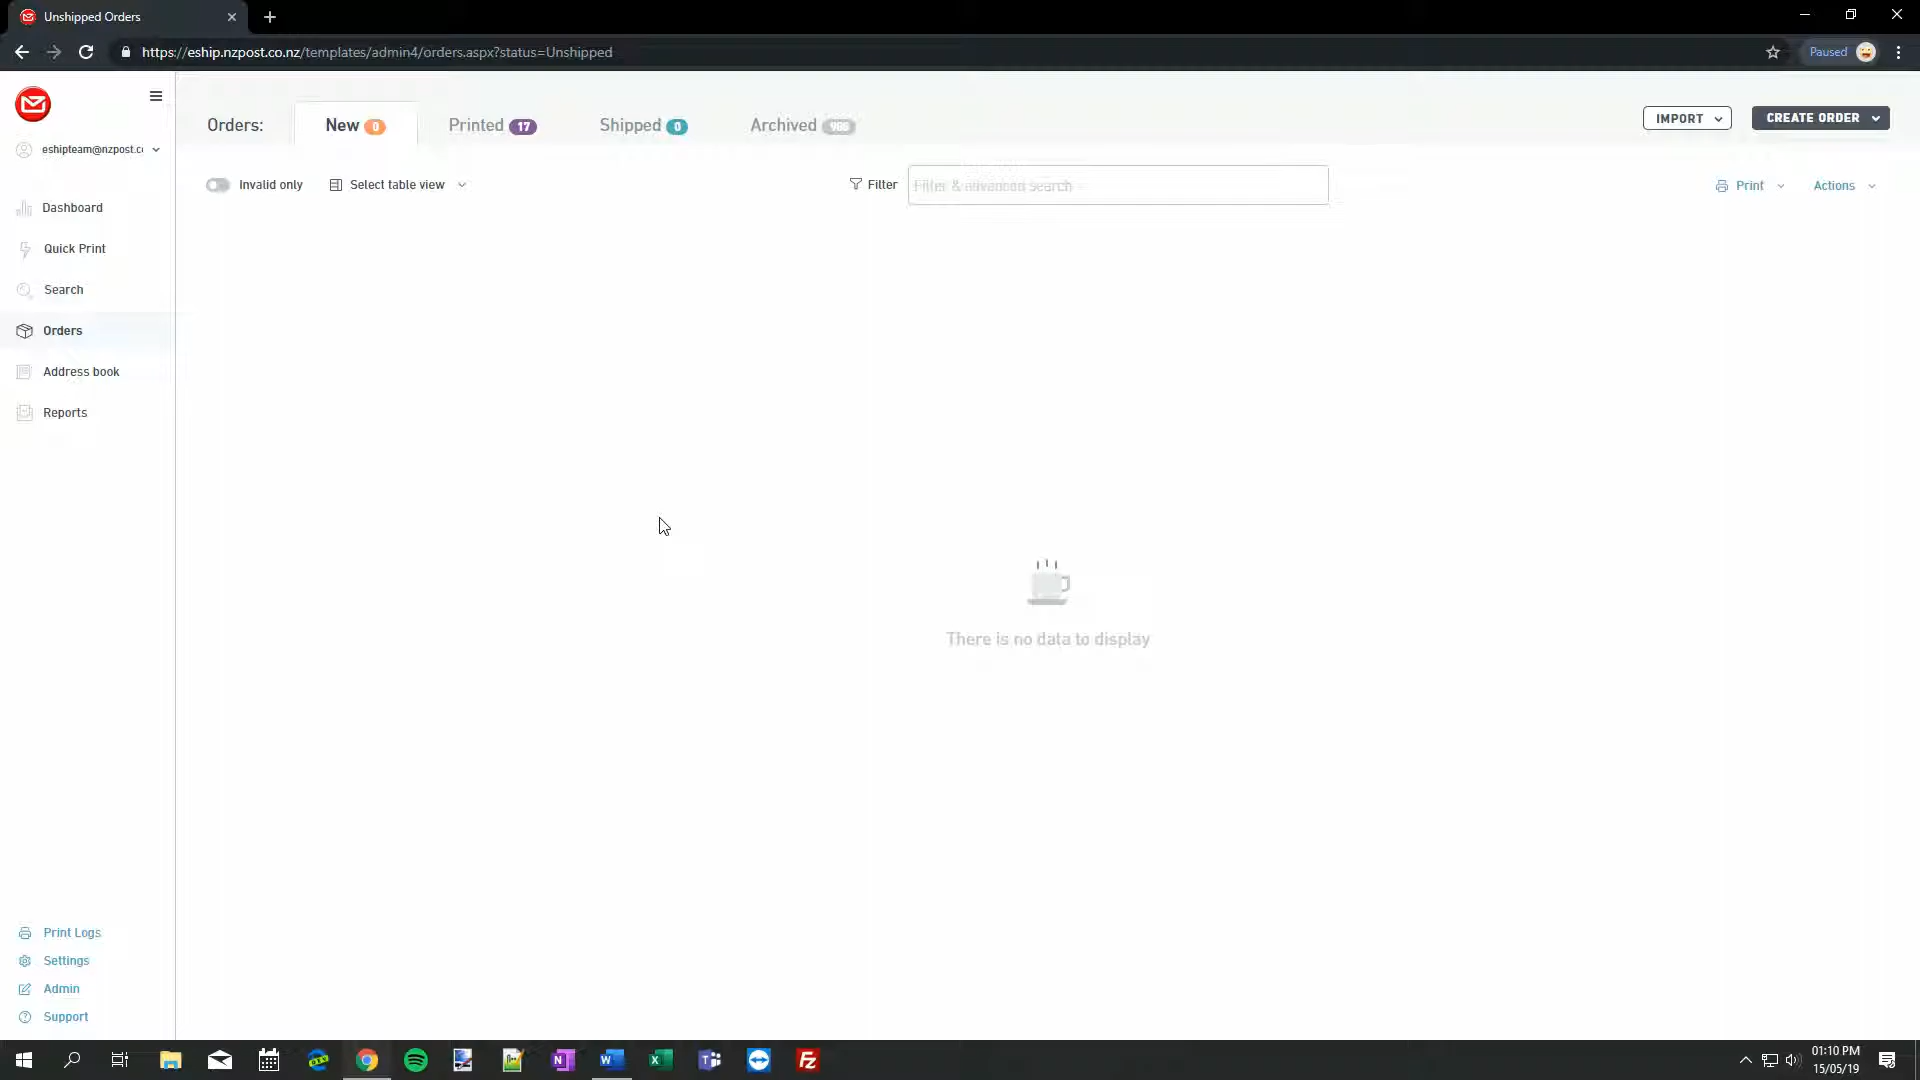 Unshipped Orders
https://eship.nzpost.co.nz/templates/admin4/orders.aspx?status=Unshipped
Paused
eshipteam@nzpost.cc
Orders:
New 0
Printed 17
Shipped 0
Archived
IMPORT
CREATE ORDER
Invalid only
Select table view
Filter
Filter & advanced search
Print
Actions
Dashboard
Quick Print
Search
Orders
Address book
Reports
There is no data to display
Print Logs
Settings
Admin
Support
DEV
N
W
X
T
Fz
01:10 PM
15/05/19